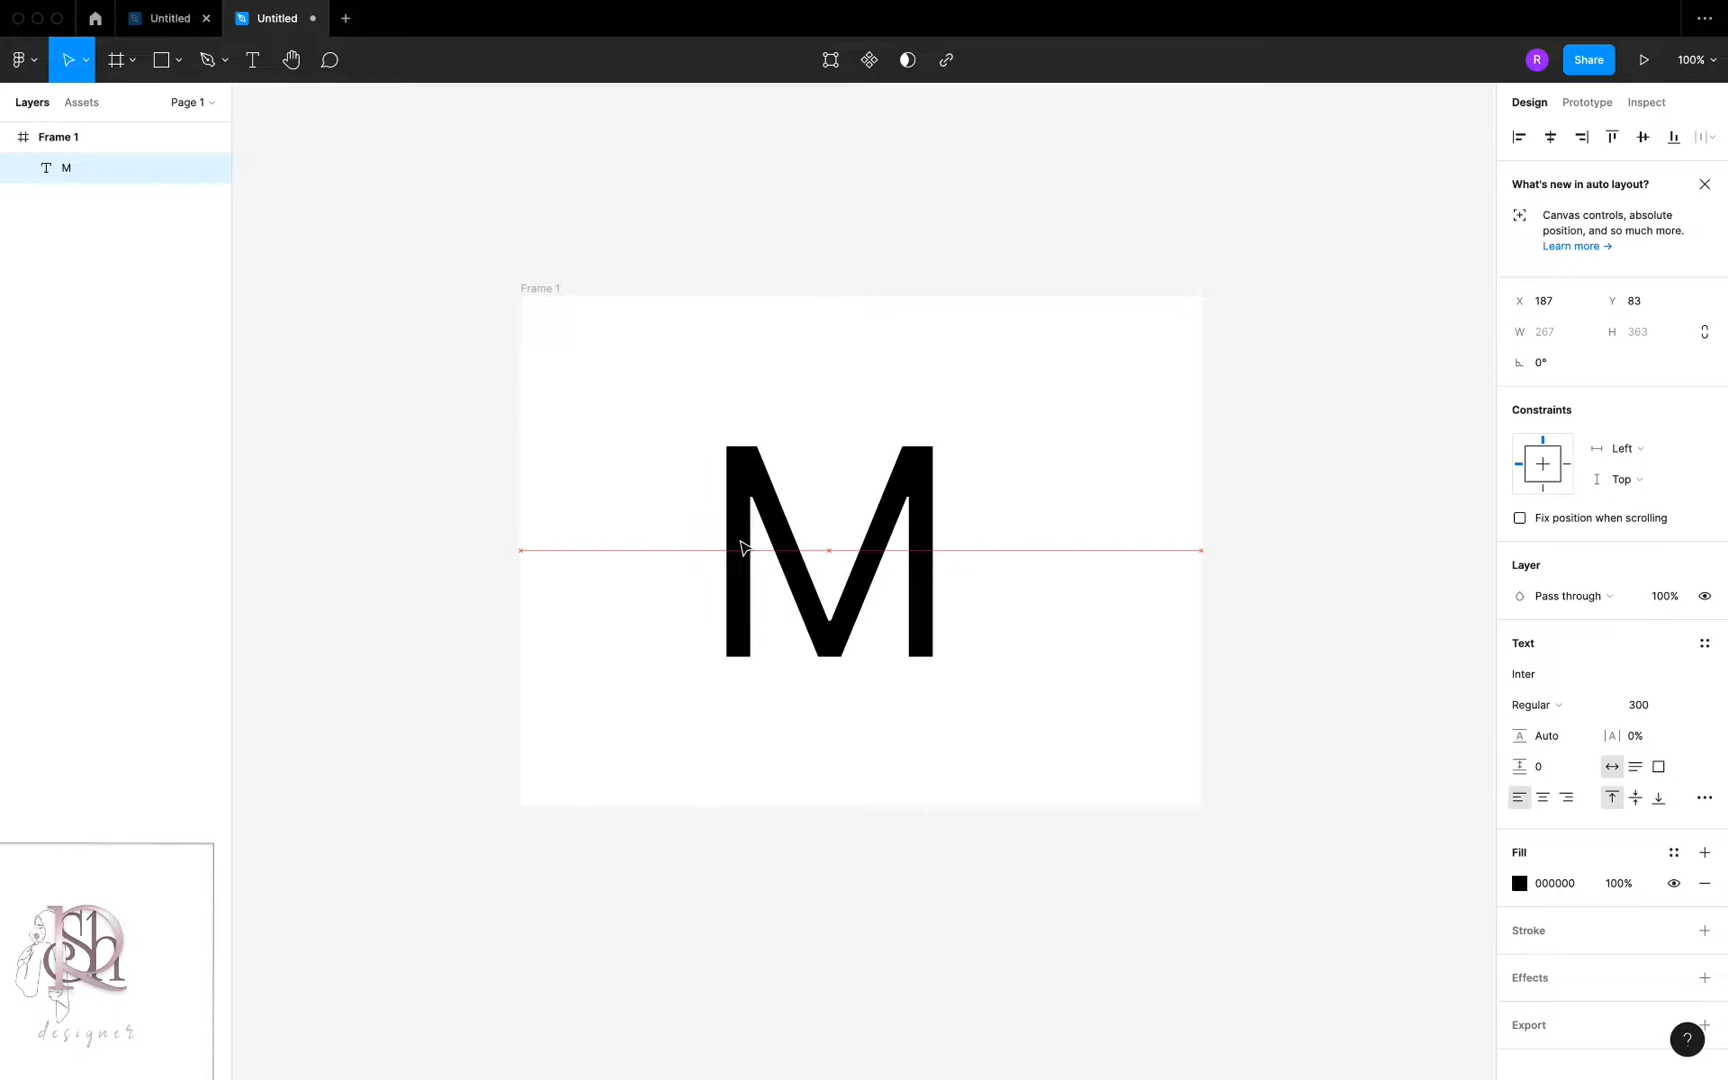 Untitled
Untitled
R
Share
100%
Layers
Assets
Page 1
Design
Prototype
Inspect
Frame 1
M
What's new in auto layout?
Canvas controls, absolute
position, and so much more.
Learn more →
Frame 1
X 187 Y 83
W 267 H 363
0°
Constraints
Left
Top
Fix position when scrolling
Layer
Pass through 100%
M
Text
Inter
Regular 300
A Auto |A| 0%
0
Fill
000000 100%
Stroke
Effects
Export
?
designer